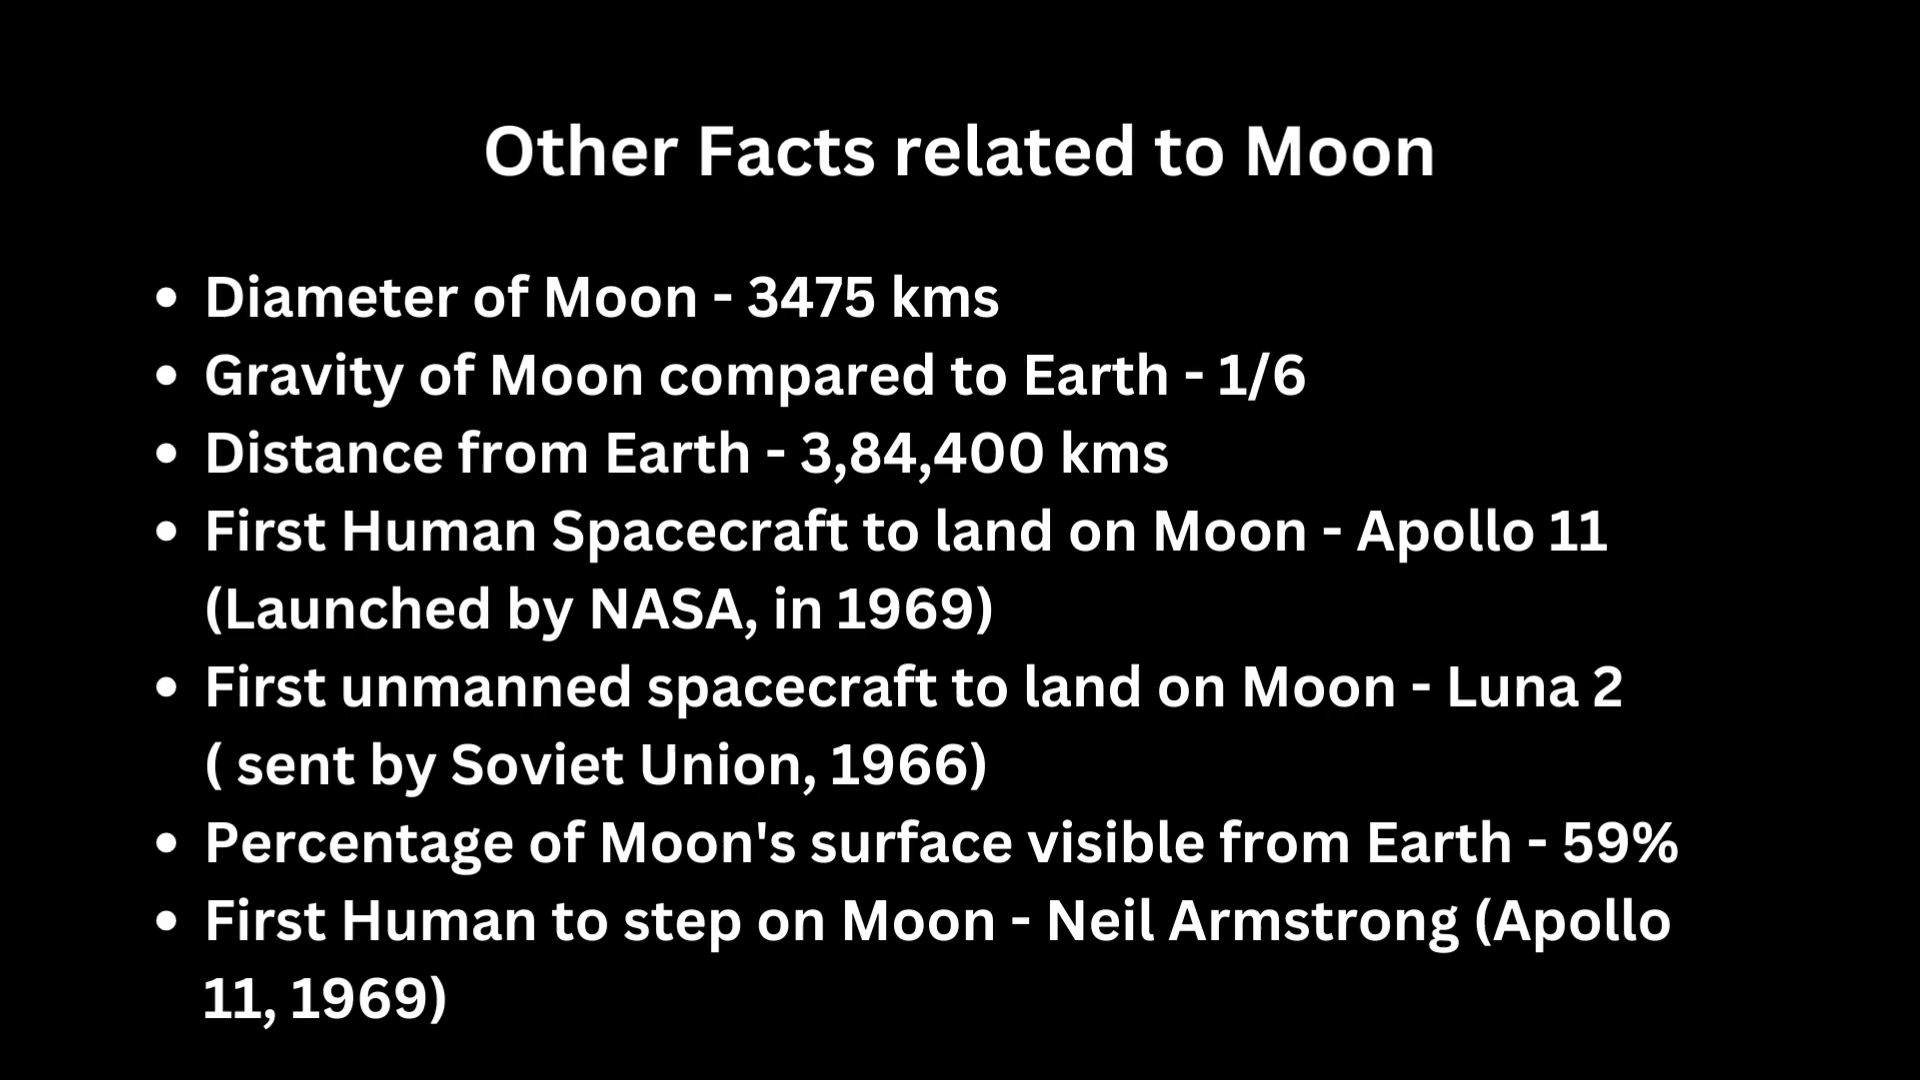 Other Facts related to Moon
• Diameter of Moon - 3475 kms
• Gravity of Moon compared to Earth - 1/6
• Distance from Earth - 3,84,400 kms
• First Human Spacecraft to land on Moon - Apollo 11
(Launched by NASA, in 1969)
• First unmanned spacecraft to land on Moon - Luna 2
( sent by Soviet Union, 1966)
• Percentage of Moon's surface visible from Earth - 59%
• First Human to step on Moon - Neil Armstrong (Apollo
11, 1969)